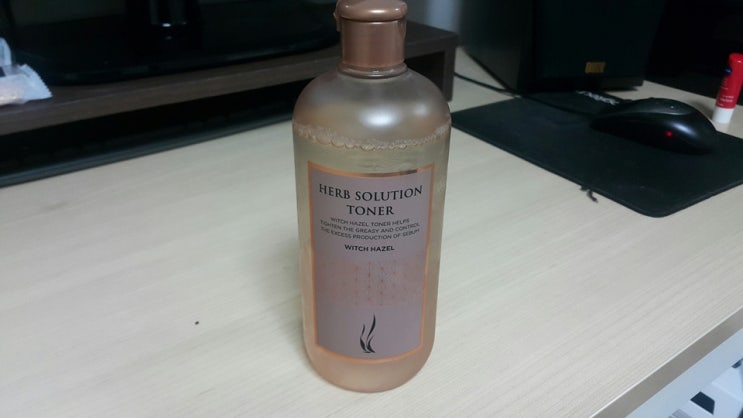 HERB SOLUTION
TONER
WITCH HAZEL TONER HELPS
TIGHTEN THE GREASY AND CONTROL
THE EXCESS PRODUCTION OF SEBUM
WITCH HAZEL